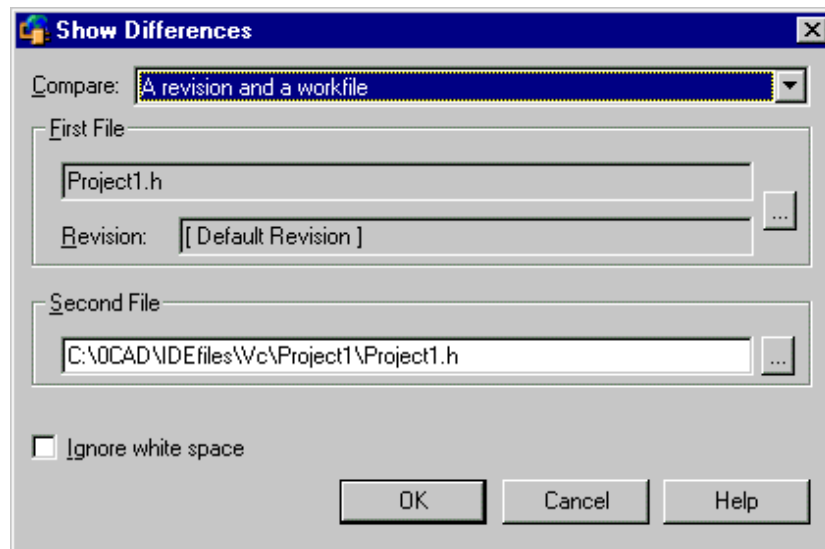 Show Differences
Compare: A revision and a workfile
First File
Project1.h
...
Revision: [ Default Revision ]
Second File
C:\0CAD\IDEfiles\Vc\Project1\Project1.h ...
Ignore white space
OK Cancel Help